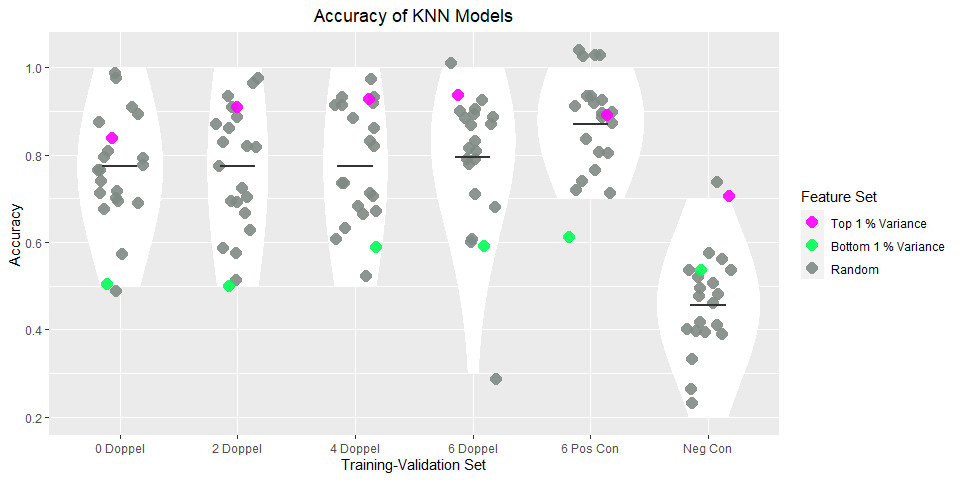 Accuracy of KNN Models
Accuracy
1.0
0.8
0.6
0.4
0.2
0 Doppel
2 Doppel
4 Doppel
6 Doppel
6 Pos Con
Neg Con
Training-Validation Set
Feature Set
Top 1 % Variance
Bottom 1 % Variance
Random